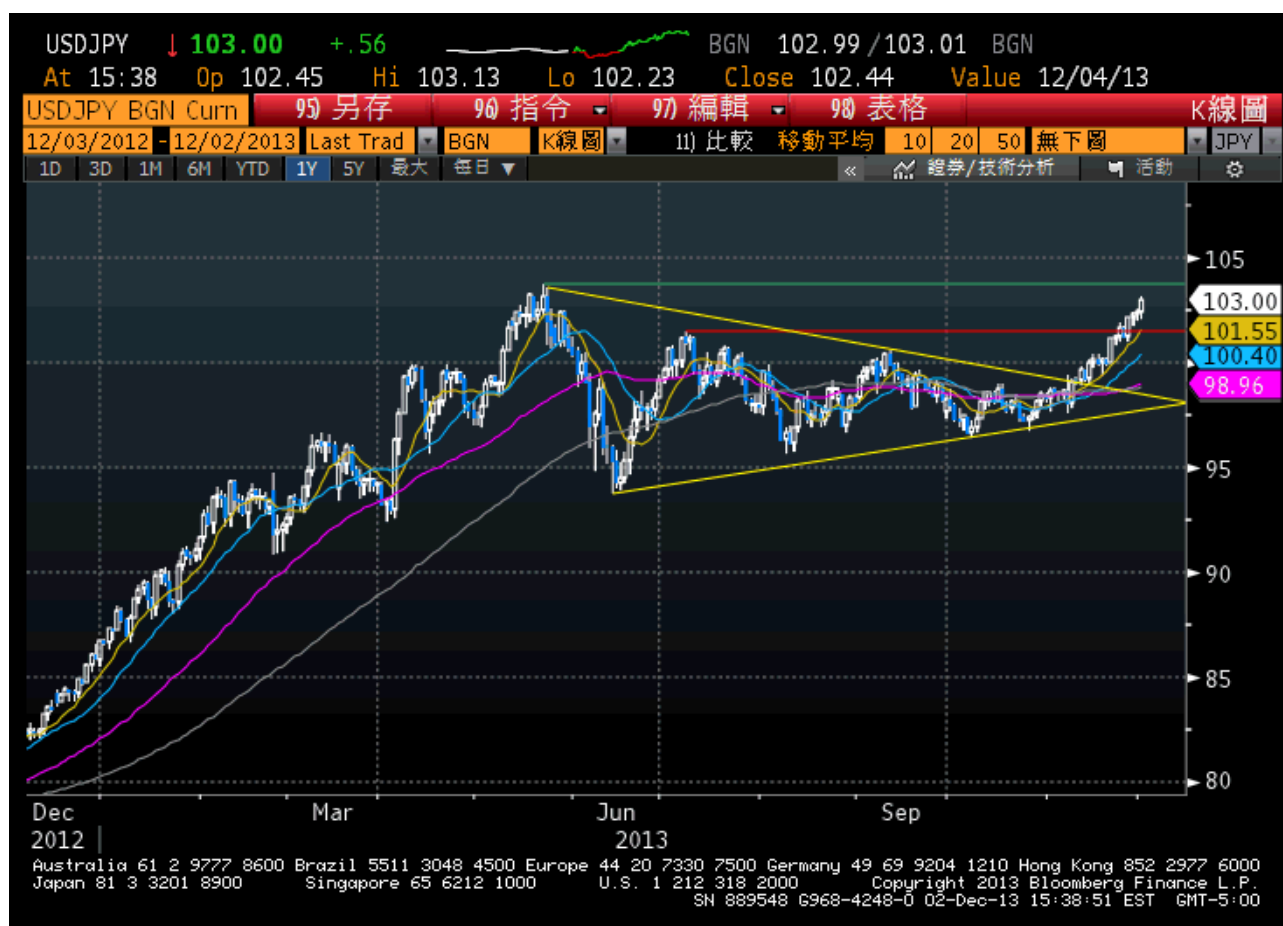 USDJPY ↓ 103.00 +.56 BGN 102.99/103.01 BGN
At 15:38 Op 102.45 Hi 103.13 Lo 102.23 Close 102.44 Value 12/04/13
USDJPY BGN Curn 95) 另存 96) 指令 97) 編輯 98) 表格 K線圖
12/03/2012 - 12/02/2013 Last Trad BGN K線圖 11) 比較 移動平均 10 20 50 無下圖 JPY
1D 3D 1M 6M YTD 1Y 5Y 最大 每日 ▼ « 證券/技術分析 活動
105
103.00
101.55
100.40
98.96
95
90
85
80
Dec Mar Jun Sep
2012 2013
Australia 61 2 9777 8600 Brazil 5511 3048 4500 Europe 44 20 7330 7500 Germany 49 69 9204 1210 Hong Kong 852 2977 6000
Japan 81 3 3201 8900 Singapore 65 6212 1000 U.S. 1 212 318 2000 Copyright 2013 Bloomberg Finance L.P.
SN 889548 G968-4248-0 02-Dec-13 15:38:51 EST GMT-5:00